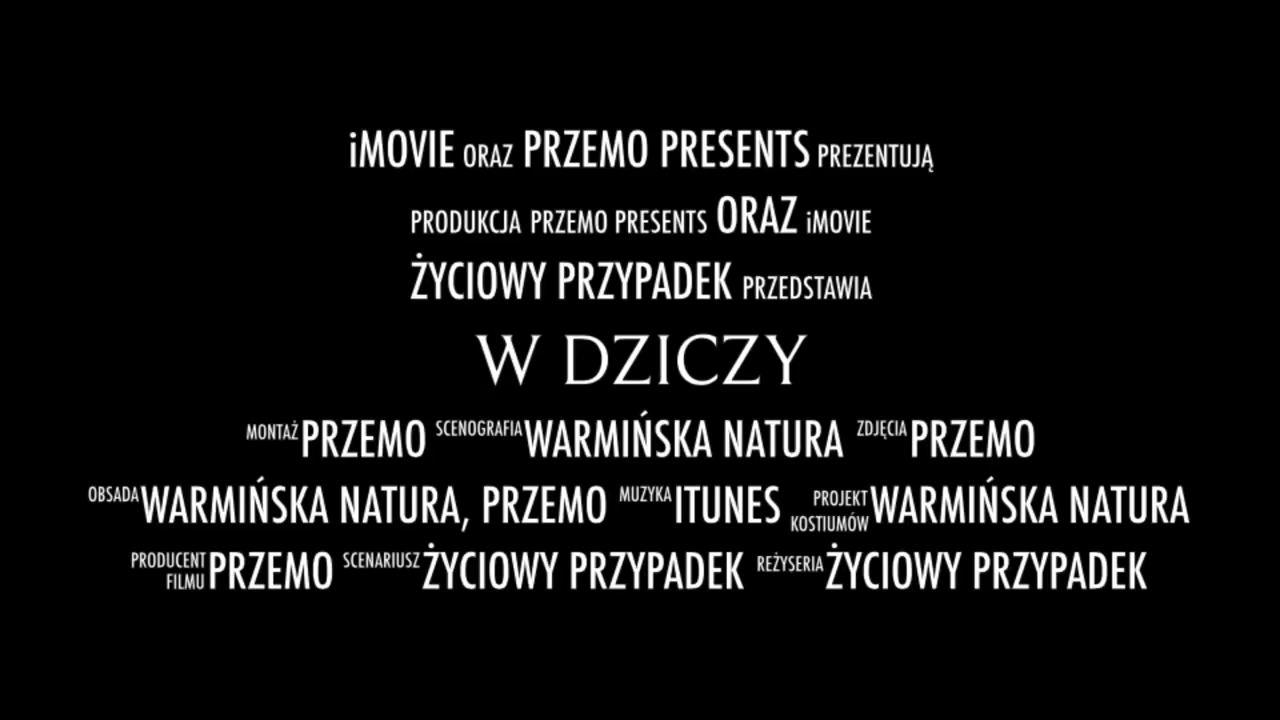 iMOVIE ORAZ PRZEMO PRESENTS PREZENTUJĄ
PRODUKCJA PRZEMO PRESENTS ORAZ iMOVIE
ŻYCIOWY PRZYPADEK PRZEDSTAWIA
W DZICZY
MONTAŻ PRZEMO SCENOGRAFIA WARMIŃSKA NATURA ZDJĘCIA PRZEMO
OBSADA WARMIŃSKA NATURA, PRZEMO MUZYKA ITUNES PROJEKT KOSTIUMÓW WARMIŃSKA NATURA
PRODUCENT FILMU PRZEMO SCENARIUSZ ŻYCIOWY PRZYPADEK REŻYSERIA ŻYCIOWY PRZYPADEK